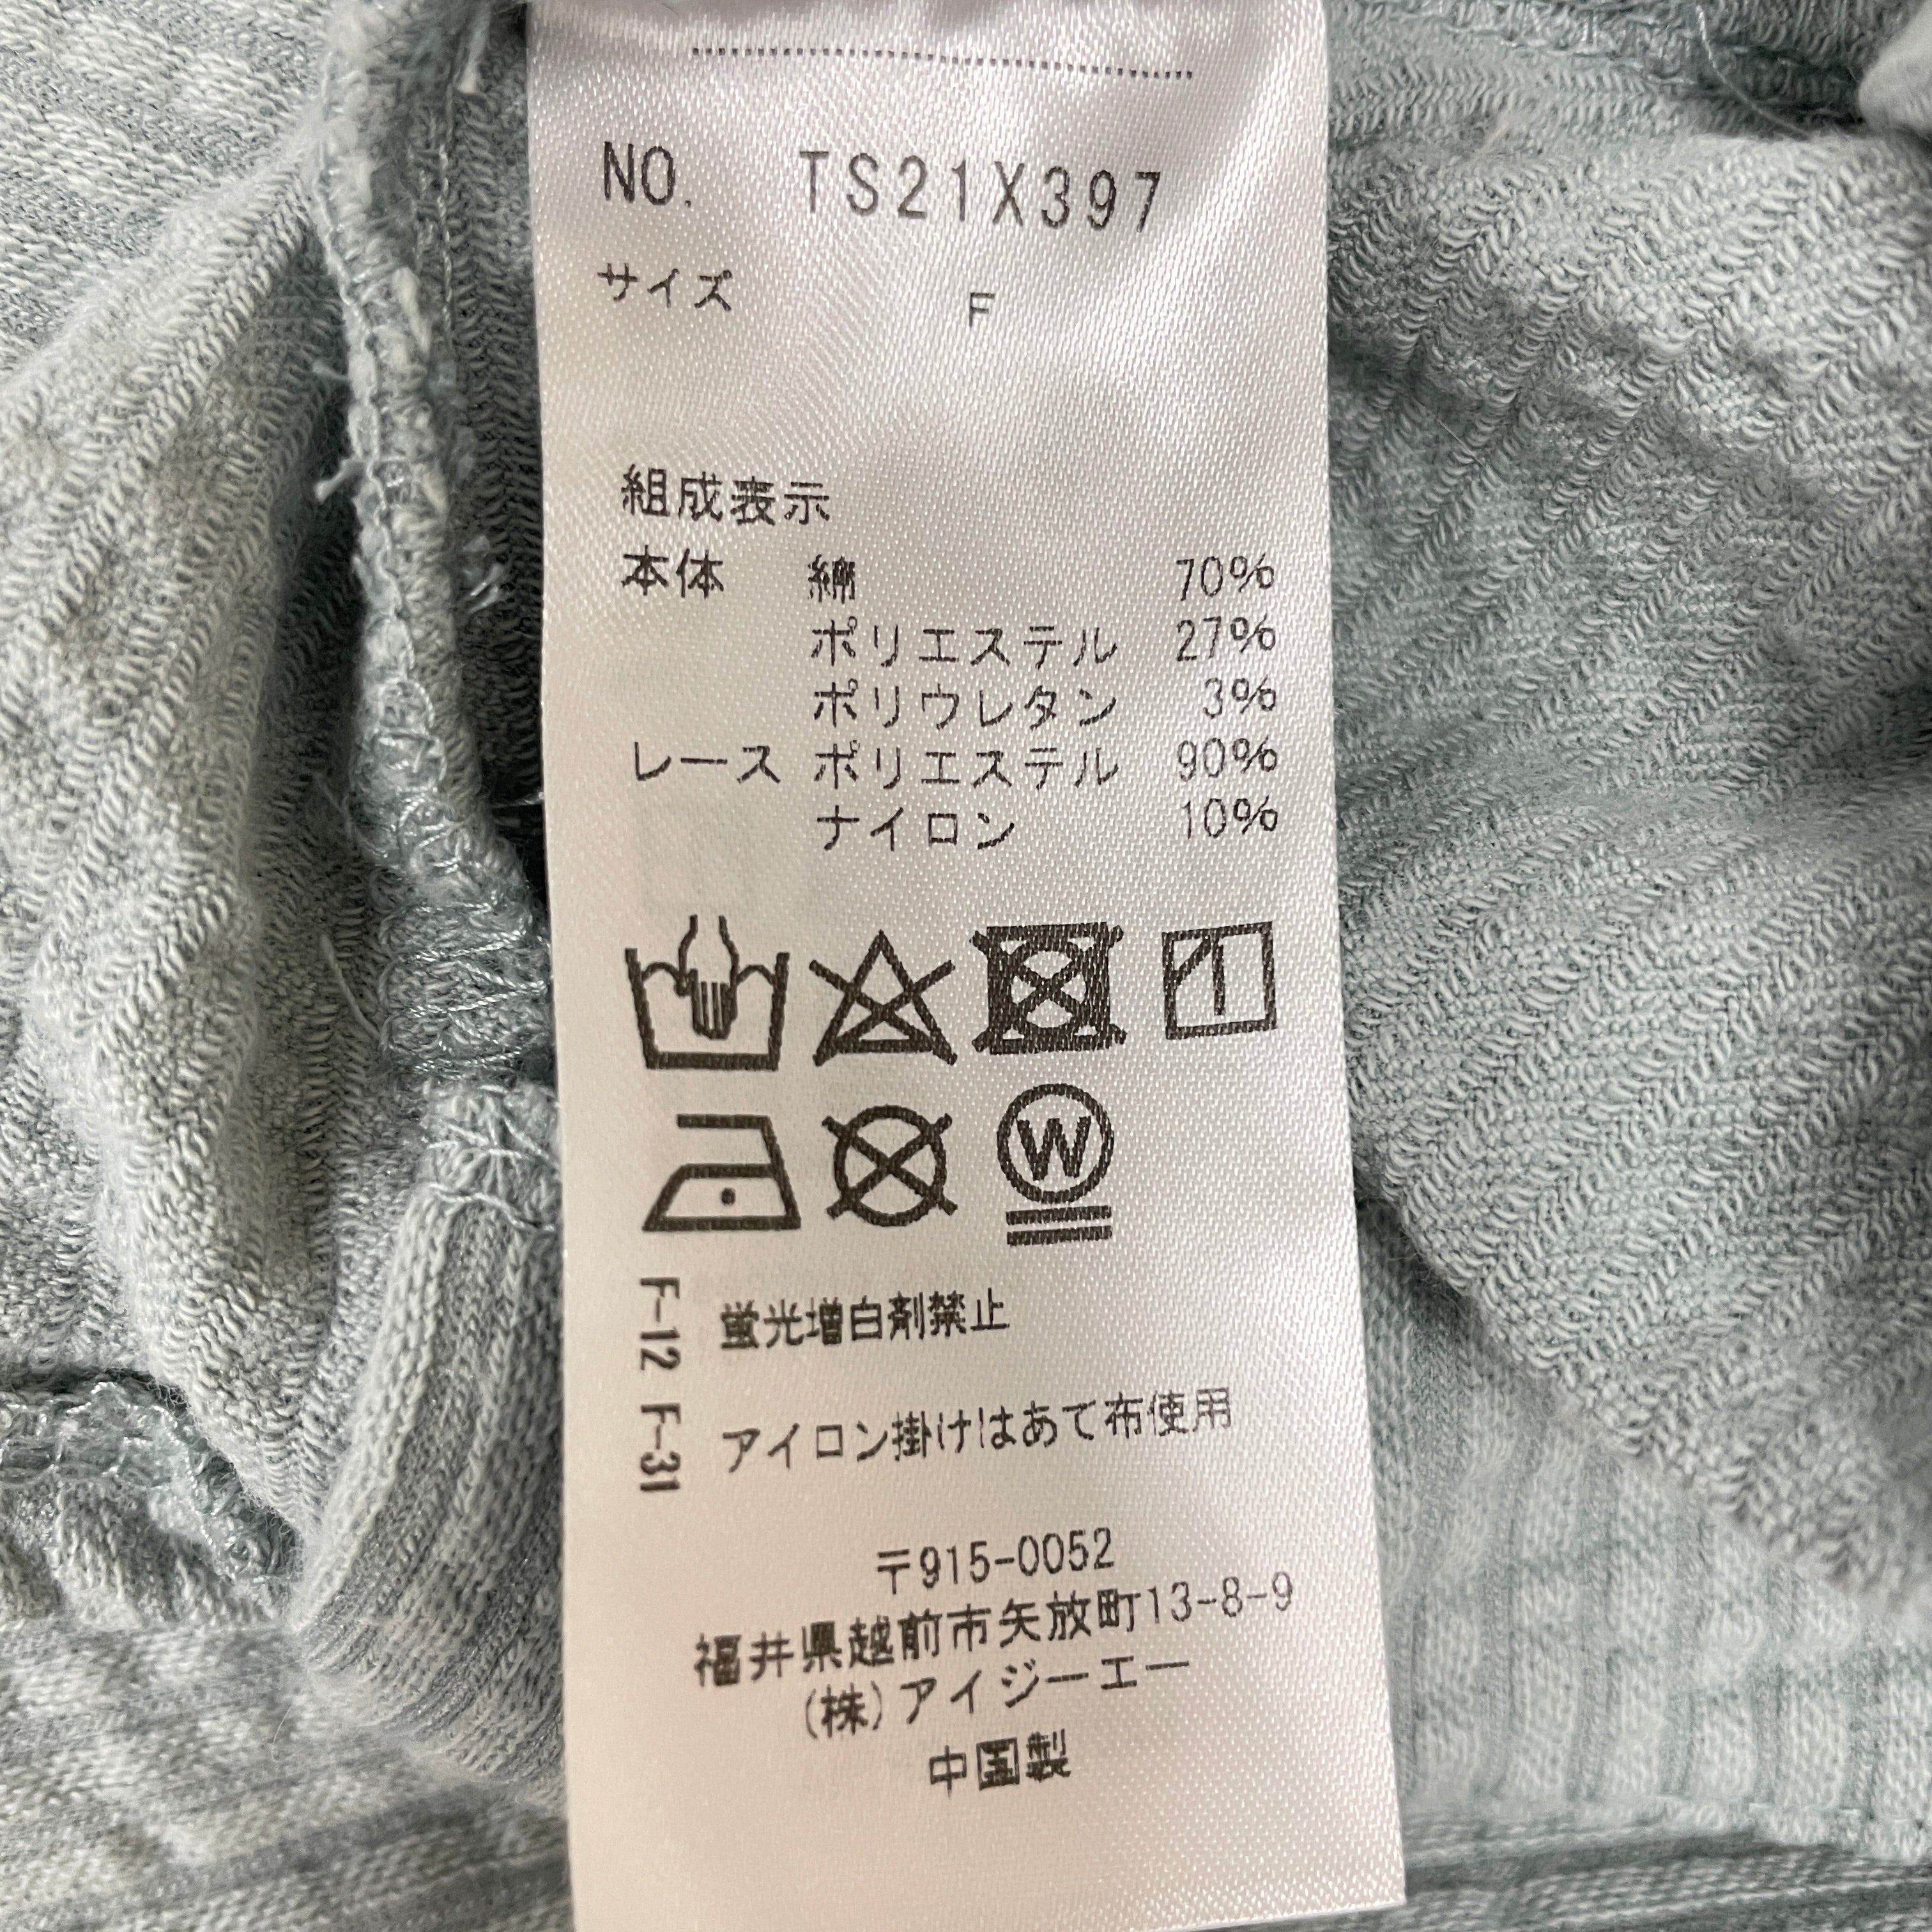 NO. TS21X397
サイズ F
組成表示
本体 綿 70%
ポリエステル 27%
ポリウレタン 3%
レース ポリエステル 90%
ナイロン 10%
W
F-12 F-31
蛍光増白剤禁止
アイロン掛けはあて布使用
〒915-0052
福井県越前市矢放町13-8-9
(株)アイジーエー
中国製